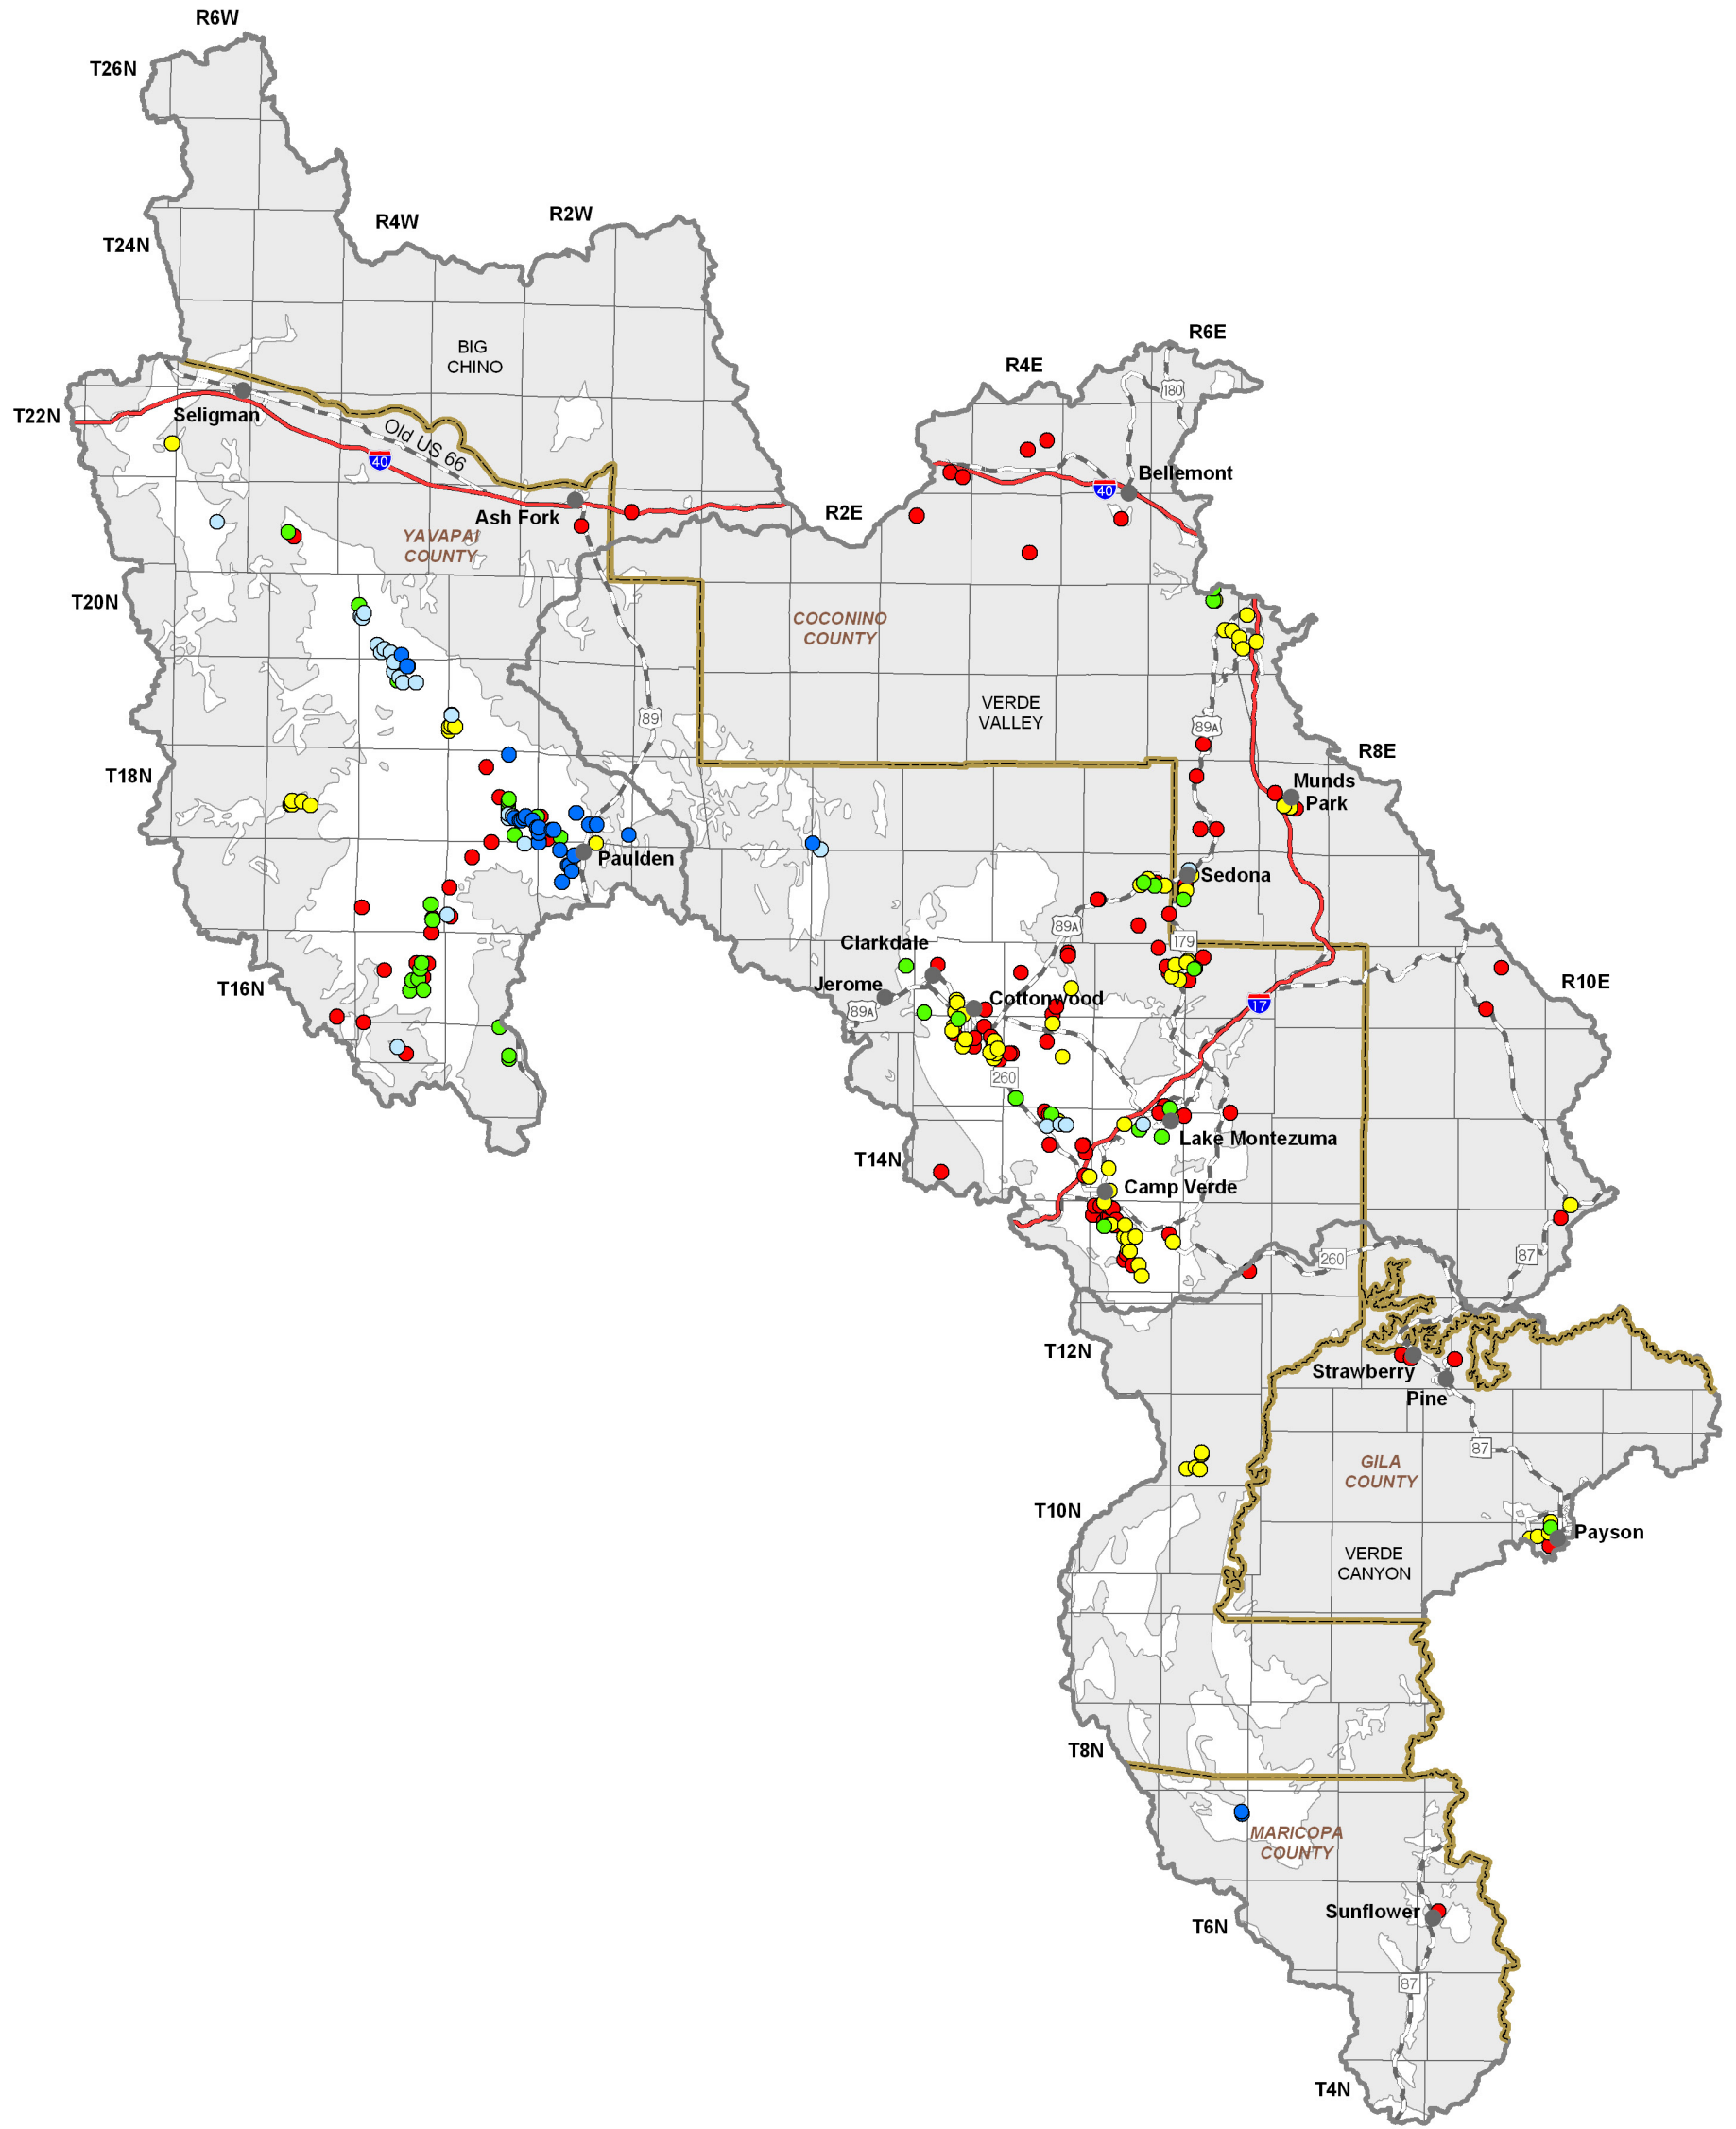 R6W
T26N
R4W
R2W
T24N
BIG
CHINO
R6E
R4E
180
T22N
Seligman
Old US 66
40
Bellemont
40
R2E
Ash Fork
YAVAPAI
COUNTY
T20N
COCONINO
COUNTY
VERDE
VALLEY
89
89A
R8E
T18N
Munds
Park
Paulden
Sedona
89A
179
Clarkdale
Jerome
T16N
R10E
Cottonwood
17
89A
260
Lake Montezuma
T14N
Camp Verde
87
260
T12N
Strawberry
Pine
87
GILA
COUNTY
T10N
Payson
VERDE
CANYON
T8N
MARICOPA
COUNTY
Sunflower
T6N
87
T4N